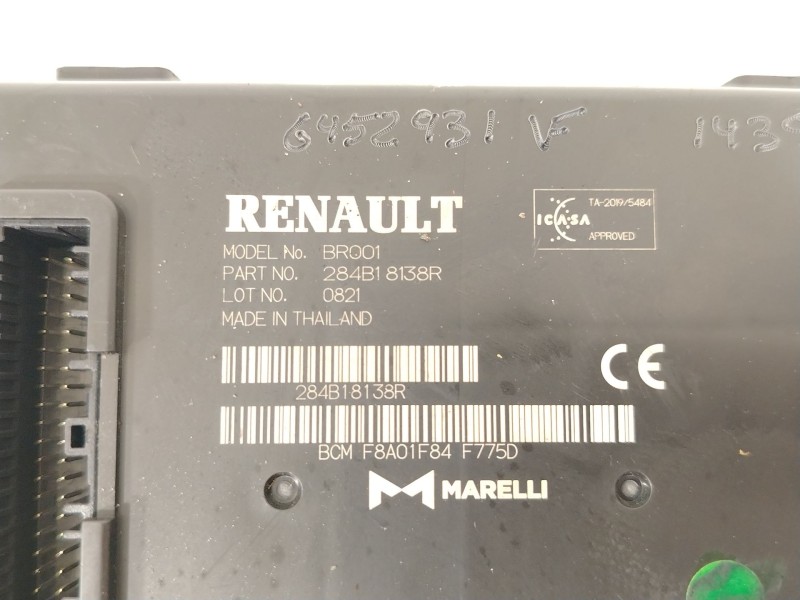 6452931 VF 1439
RENAULT
MODEL No. BR001
PART NO. 284B18138R
LOT NO. 0821
MADE IN THAILAND
TA-2019/5484
ICASA
APPROVED
284B18138R
CE
BCM F8A01F84 F775D
MARELLI